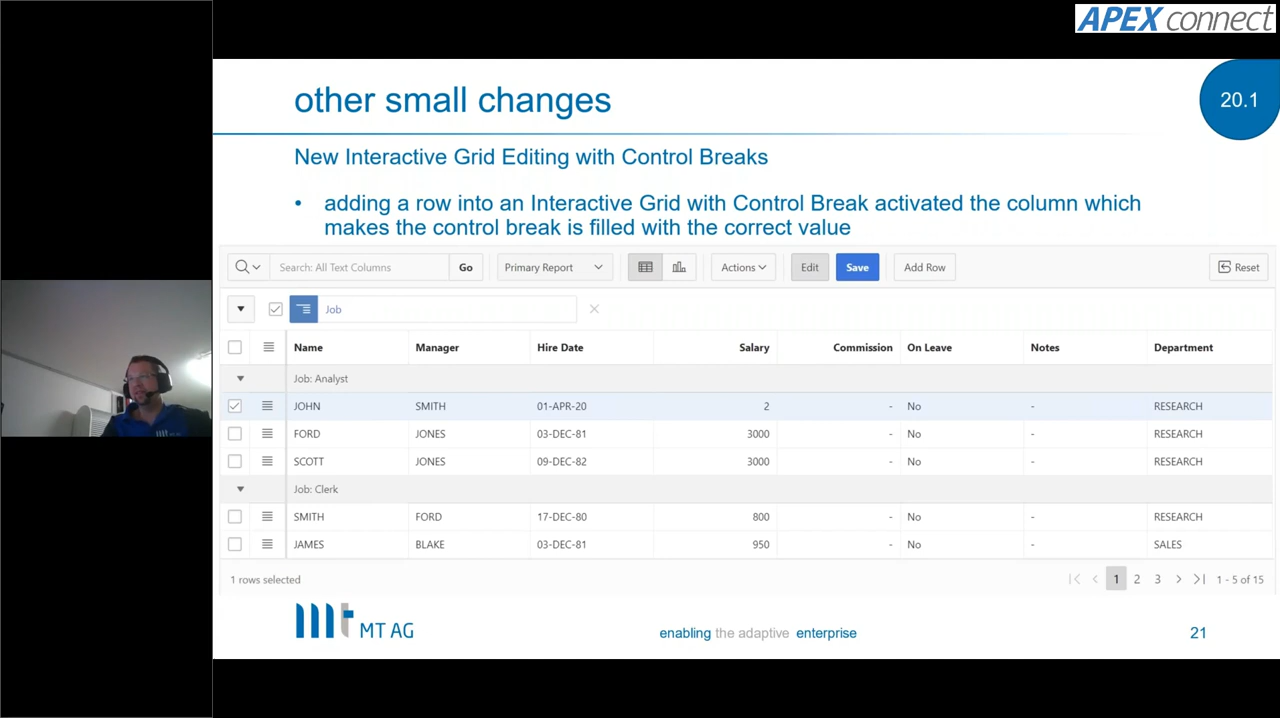 APEX connect
other small changes
20.1
New Interactive Grid Editing with Control Breaks
• adding a row into an Interactive Grid with Control Break activated the column which
makes the control break is filled with the correct value
Search: All Text Columns Go Primary Report Actions Edit Save Add Row Reset
Job
Name Manager Hire Date Salary Commission On Leave Notes Department
Job: Analyst
JOHN SMITH 01-APR-20 2 - No - RESEARCH
FORD JONES 03-DEC-81 3000 - No - RESEARCH
SCOTT JONES 09-DEC-82 3000 - No - RESEARCH
Job: Clerk
SMITH FORD 17-DEC-80 800 - No - RESEARCH
JAMES BLAKE 03-DEC-81 950 - No - SALES
1 rows selected 1 2 3 1 - 5 of 15
mt MT AG
enabling the adaptive enterprise
21